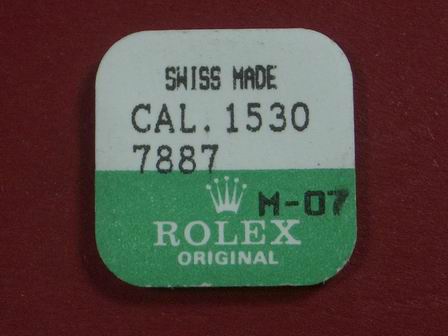 SWISS MADE
CAL. 1530
7887
M-07
ROLEX
ORIGINAL